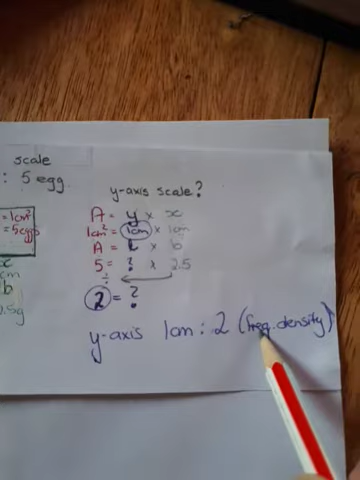 scale
: 5 egg.
y-axis scale?
= 1cm²
= 5eggs
A = y × x
1cm² = 1cm × 1cm
A = L × b
5 = ? × 2.5
÷
2 = ?
cm
b
.5g
y-axis 1cm : 2 (freq. density)